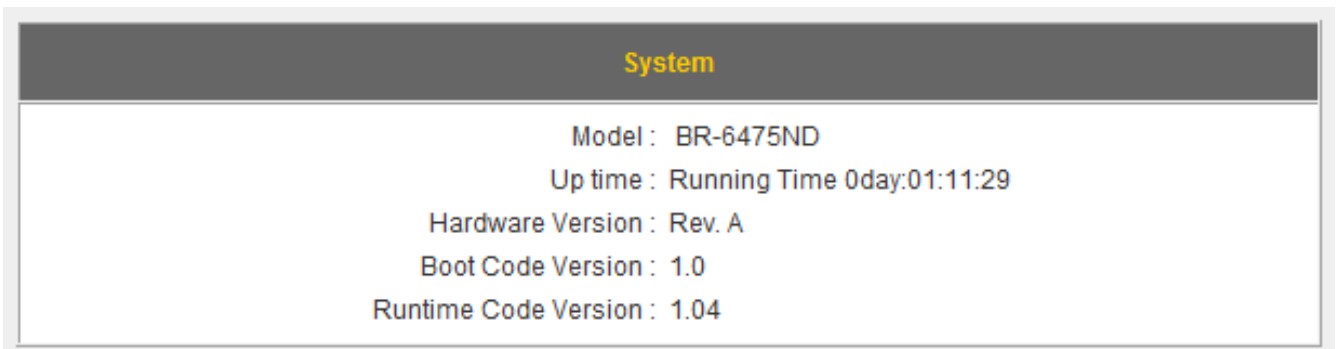 System
Model : BR-6475ND
Up time : Running Time 0day:01:11:29
Hardware Version : Rev. A
Boot Code Version : 1.0
Runtime Code Version : 1.04